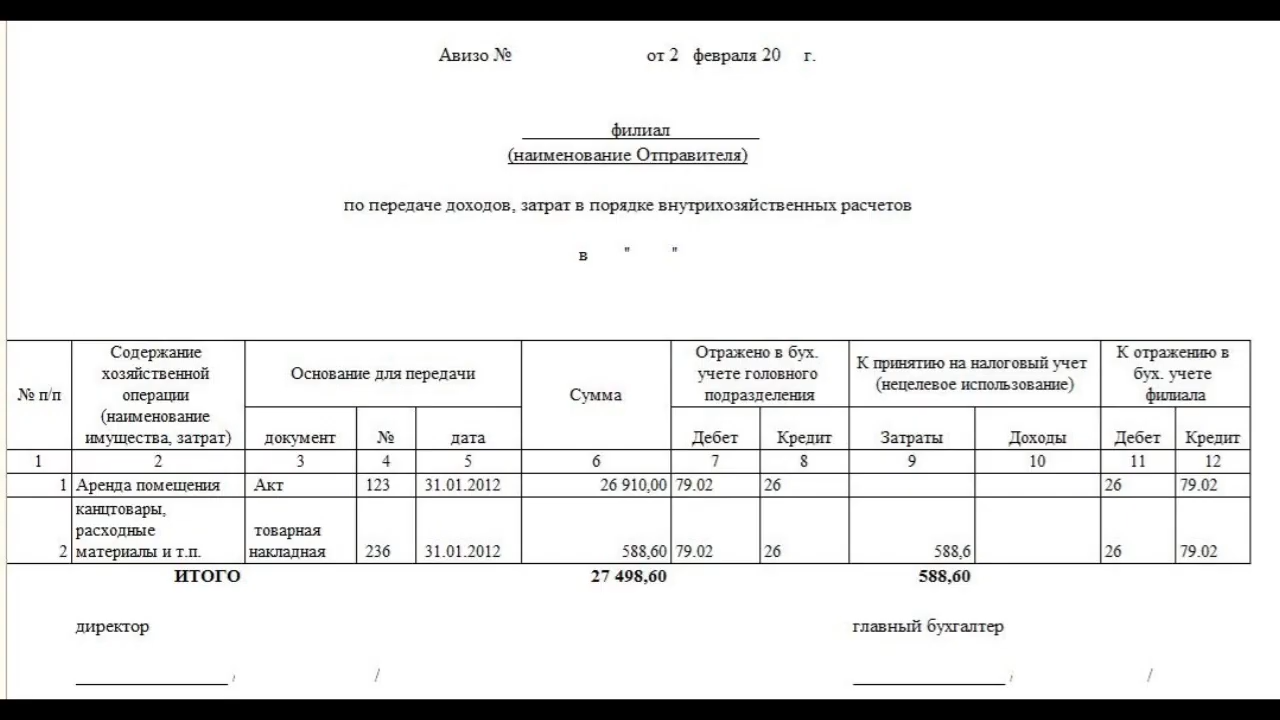 Авизо № от 2 февраля 20 г.
филиал
(наименование Отправителя)
по передаче доходов, затрат в порядке внутрихозяйственных расчетов
в " "
№ п/п
Содержание
хозяйственной
операции
(наименование
имущества, затрат)
Основание для передачи
документ № дата
Сумма
Отражено в бух.
учете головного
подразделения
Дебет Кредит
К принятию на налоговый учет
(нецелевое использование)
Затраты Доходы
К отражению в
бух. учете
филиала
Дебет Кредит
1 2 3 4 5 6 7 8 9 10 11 12
1 Аренда помещения Акт 123 31.01.2012 26 910,00 79.02 26 26 79.02
канцтовары,
расходные товарная
2 материалы и т.п. накладная 236 31.01.2012 588,60 79.02 26 588,6 26 79.02
ИТОГО 27 498,60 588,60
директор главный бухгалтер
/ / / /